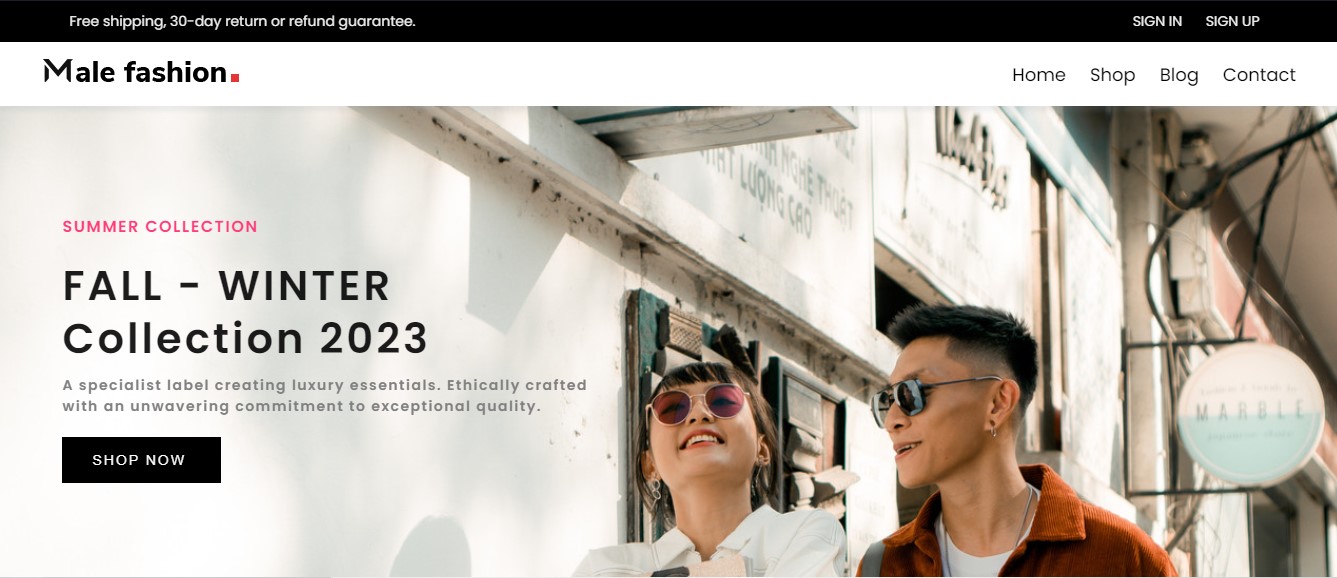 Free shipping, 30-day return or refund guarantee.
SIGN IN SIGN UP
Male fashion.
Home Shop Blog Contact
SUMMER COLLECTION
FALL - WINTER
Collection 2023
A specialist label creating luxury essentials. Ethically crafted
with an unwavering commitment to exceptional quality.
SHOP NOW
NGHỆ THUẬT
LƯỢNG CAO
MARBLE